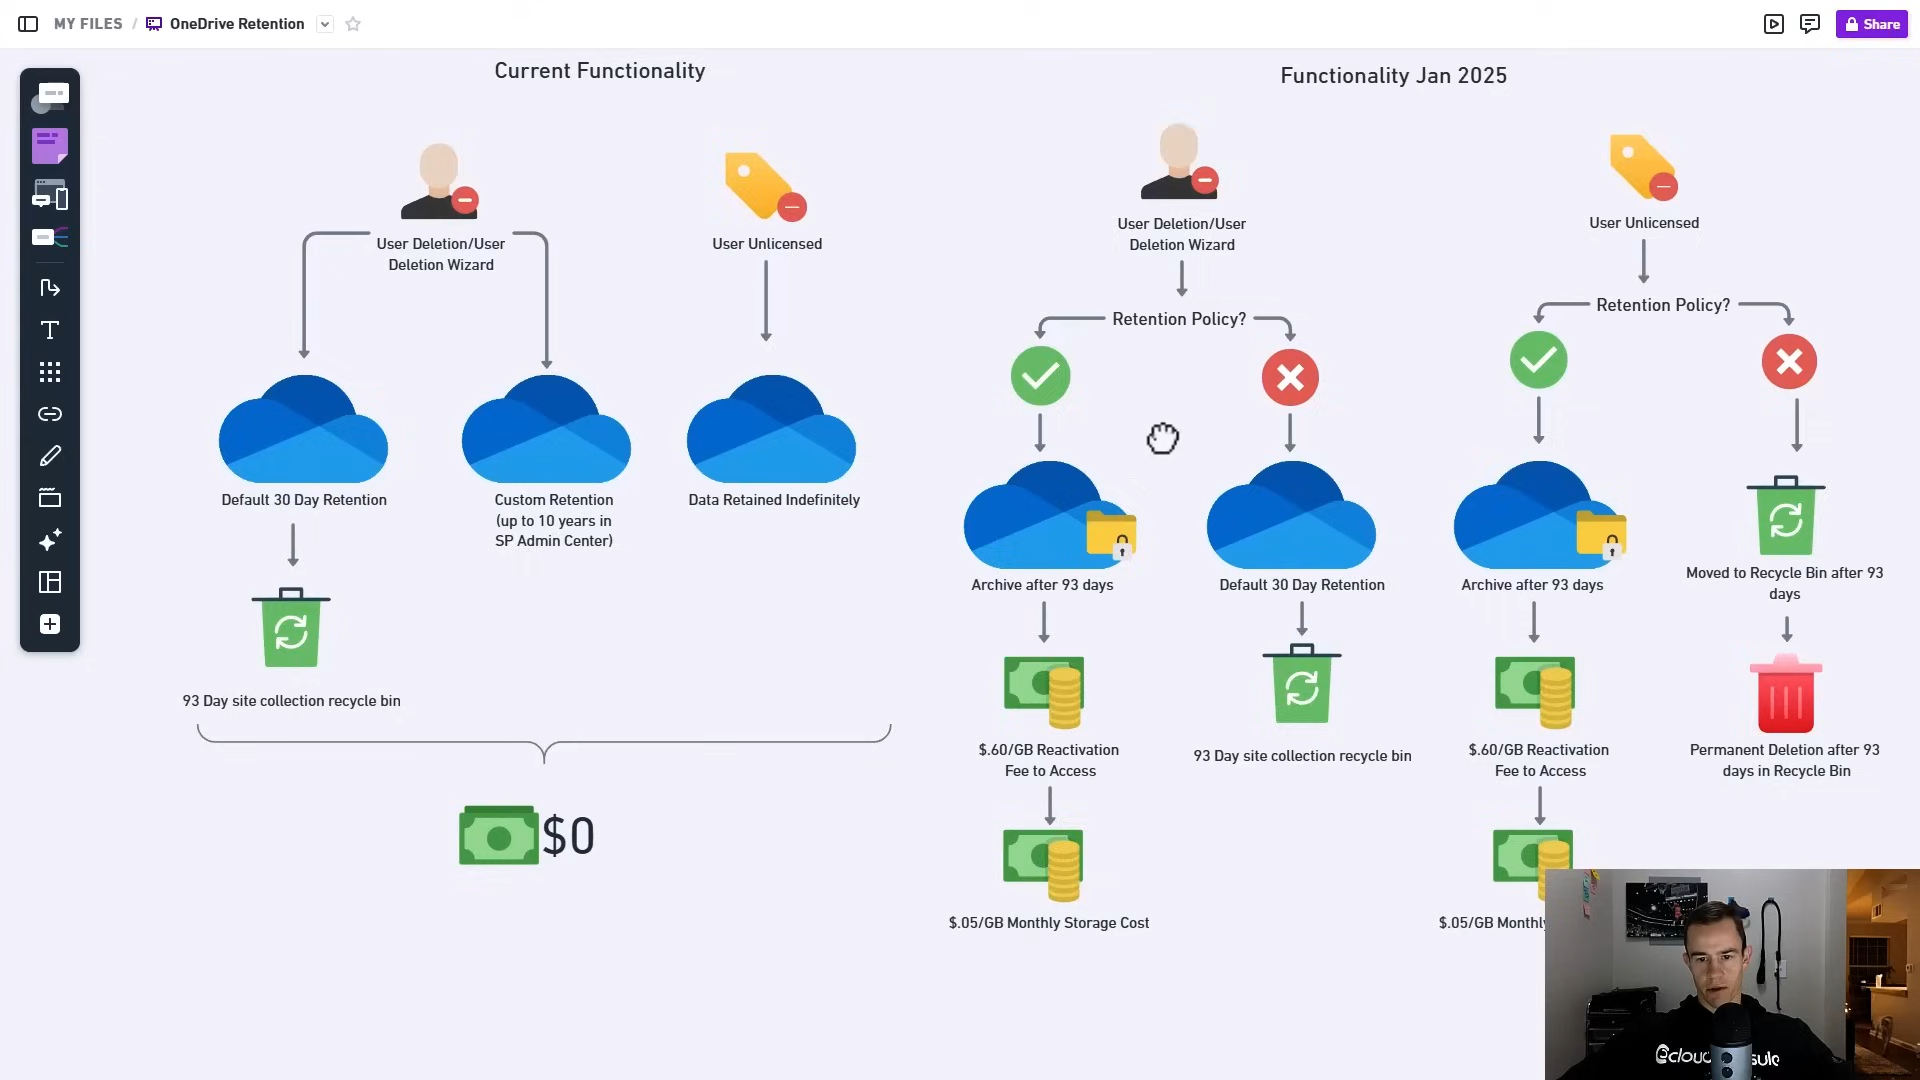 MY FILES / OneDrive Retention
Share
Current Functionality
User Deletion/User
Deletion Wizard
User Unlicensed
Default 30 Day Retention
Custom Retention
(up to 10 years in
SP Admin Center)
Data Retained Indefinitely
93 Day site collection recycle bin
$0
Functionality Jan 2025
User Deletion/User
Deletion Wizard
Retention Policy?
Archive after 93 days
Default 30 Day Retention
$.60/GB Reactivation
Fee to Access
93 Day site collection recycle bin
$.05/GB Monthly Storage Cost
User Unlicensed
Retention Policy?
Archive after 93 days
Moved to Recycle Bin after 93
days
$.60/GB Reactivation
Fee to Access
Permanent Deletion after 93
days in Recycle Bin
$.05/GB Monthly